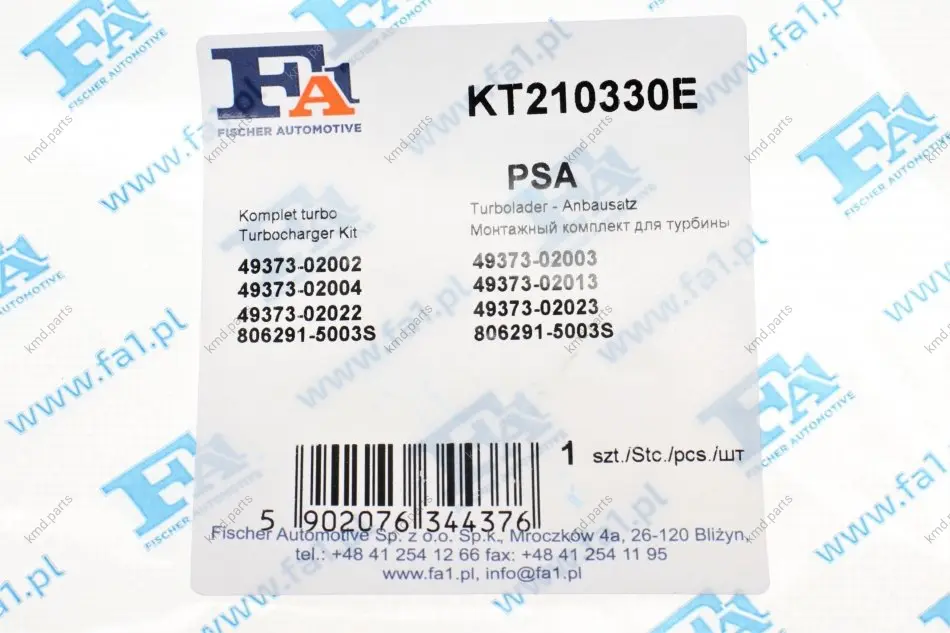 FA1
FISCHER AUTOMOTIVE
KT210330E
PSA
Komplet turbo
Turbocharger Kit
Turbolader - Anbausatz
Монтажный комплект для турбины
49373-02002
49373-02003
49373-02004
49373-02013
49373-02022
49373-02023
806291-5003S
806291-5003S
1 szt./Stc./pcs./шт
5 902076 344376
Fischer Automotive Sp. z o.o. Sp.k., Mroczków 4a, 26-120 Bliżyn,
tel.: +48 41 254 12 66 fax: +48 41 254 11 95
www.fa1.pl, info@fa1.pl
www.fa1.pl
kmd.parts